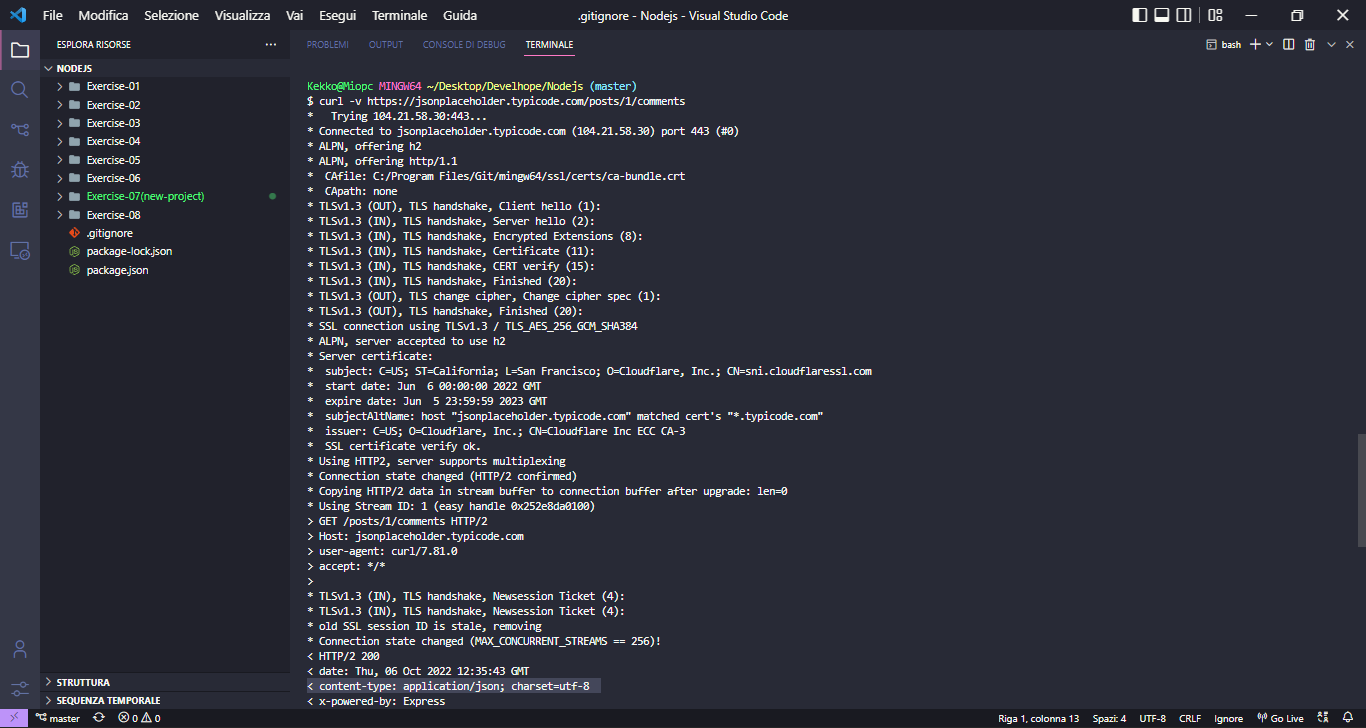 File Modifica Selezione Visualizza Vai Esegui Terminale Guida .gitignore - Nodejs - Visual Studio Code
ESPLORA RISORSE ···
NODEJS
Exercise-01
Exercise-02
Exercise-03
Exercise-04
Exercise-05
Exercise-06
Exercise-07(new-project)
Exercise-08
.gitignore
package-lock.json
package.json
STRUTTURA
SEQUENZA TEMPORALE
PROBLEMI OUTPUT CONSOLE DI DEBUG TERMINALE bash
Kekko@Miopc MINGW64 ~/Desktop/Develhope/Nodejs (master)
$ curl -v https://jsonplaceholder.typicode.com/posts/1/comments
*   Trying 104.21.58.30:443...
* Connected to jsonplaceholder.typicode.com (104.21.58.30) port 443 (#0)
* ALPN, offering h2
* ALPN, offering http/1.1
*  CAfile: C:/Program Files/Git/mingw64/ssl/certs/ca-bundle.crt
*  CApath: none
* TLSv1.3 (OUT), TLS handshake, Client hello (1):
* TLSv1.3 (IN), TLS handshake, Server hello (2):
* TLSv1.3 (IN), TLS handshake, Encrypted Extensions (8):
* TLSv1.3 (IN), TLS handshake, Certificate (11):
* TLSv1.3 (IN), TLS handshake, CERT verify (15):
* TLSv1.3 (IN), TLS handshake, Finished (20):
* TLSv1.3 (OUT), TLS change cipher, Change cipher spec (1):
* TLSv1.3 (OUT), TLS handshake, Finished (20):
* SSL connection using TLSv1.3 / TLS_AES_256_GCM_SHA384
* ALPN, server accepted to use h2
* Server certificate:
*  subject: C=US; ST=California; L=San Francisco; O=Cloudflare, Inc.; CN=sni.cloudflaressl.com
*  start date: Jun  6 00:00:00 2022 GMT
*  expire date: Jun  5 23:59:59 2023 GMT
*  subjectAltName: host "jsonplaceholder.typicode.com" matched cert's "*.typicode.com"
*  issuer: C=US; O=Cloudflare, Inc.; CN=Cloudflare Inc ECC CA-3
*  SSL certificate verify ok.
* Using HTTP2, server supports multiplexing
* Connection state changed (HTTP/2 confirmed)
* Copying HTTP/2 data in stream buffer to connection buffer after upgrade: len=0
* Using Stream ID: 1 (easy handle 0x252e8da0100)
> GET /posts/1/comments HTTP/2
> Host: jsonplaceholder.typicode.com
> user-agent: curl/7.81.0
> accept: */*
>
* TLSv1.3 (IN), TLS handshake, Newsession Ticket (4):
* TLSv1.3 (IN), TLS handshake, Newsession Ticket (4):
* old SSL session ID is stale, removing
* Connection state changed (MAX_CONCURRENT_STREAMS == 256)!
< HTTP/2 200
< date: Thu, 06 Oct 2022 12:35:43 GMT
< content-type: application/json; charset=utf-8
< x-powered-by: Express
master 0 0 Riga 1, colonna 13 Spazi: 4 UTF-8 CRLF Ignore Go Live